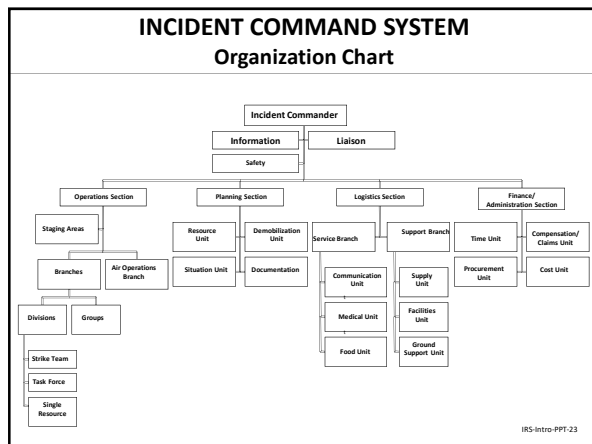 INCIDENT COMMAND SYSTEM
Organization Chart
Incident Commander
Information
Liaison
Safety
Operations Section
Planning Section
Logistics Section
Finance/
Administration Section
Staging Areas
Resource
Unit
Demobilization
Unit
Service Branch
Support Branch
Time Unit
Compensation/
Claims Unit
Branches
Air Operations
Branch
Situation Unit
Documentation
Communication
Unit
Supply
Unit
Procurement
Unit
Cost Unit
Divisions
Groups
Medical Unit
Facilities
Unit
Strike Team
Food Unit
Ground
Support Unit
Task Force
Single
Resource
IRS-Intro-PPT-23